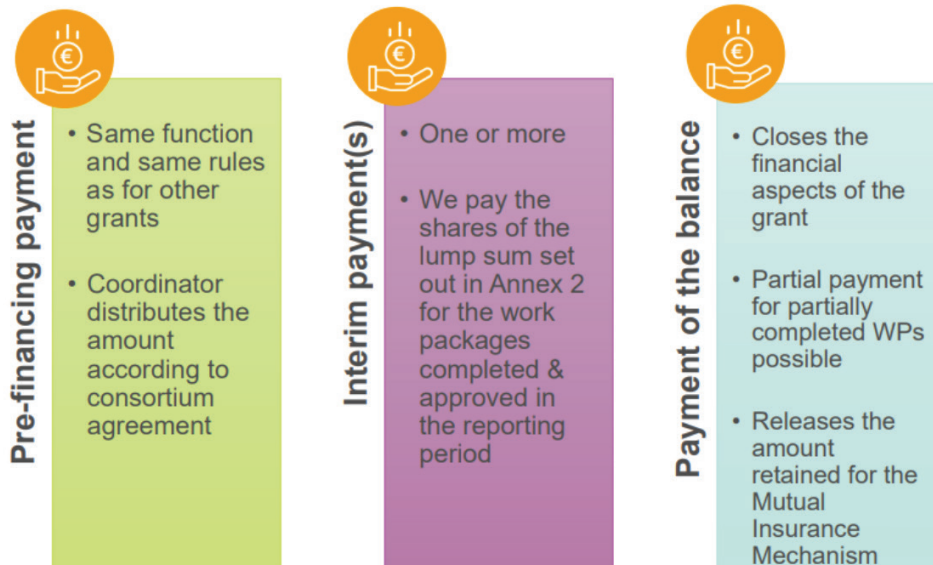 €
Pre-financing payment
• Same function
and same rules
as for other
grants
• Coordinator
distributes the
amount
according to
consortium
agreement
€
Interim payment(s)
• One or more
• We pay the
shares of the
lump sum set
out in Annex 2
for the work
packages
completed &
approved in
the reporting
period
€
Payment of the balance
• Closes the
financial
aspects of the
grant
• Partial payment
for partially
completed WPs
possible
• Releases the
amount
retained for the
Mutual
Insurance
Mechanism